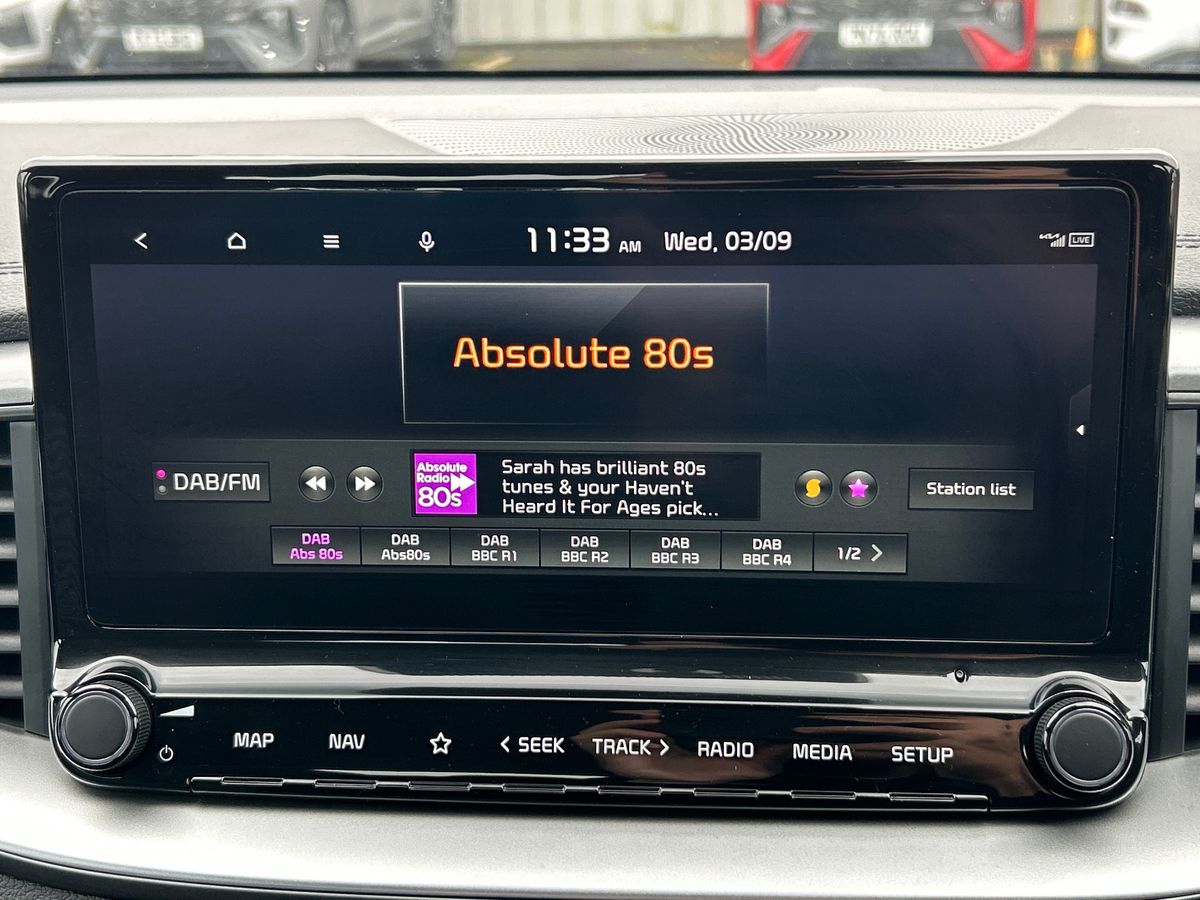 11:33 AM Wed, 03/09
LIVE
Absolute 80s
DAB/FM
Absolute
Radio
80s
Sarah has brilliant 80s
tunes & your Haven't
Heard It For Ages pick...
Station list
DAB
Abs 80s
DAB
Abs80s
DAB
BBC R1
DAB
BBC R2
DAB
BBC R3
DAB
BBC R4
1/2 >
MAP
NAV
< SEEK
TRACK >
RADIO
MEDIA
SETUP